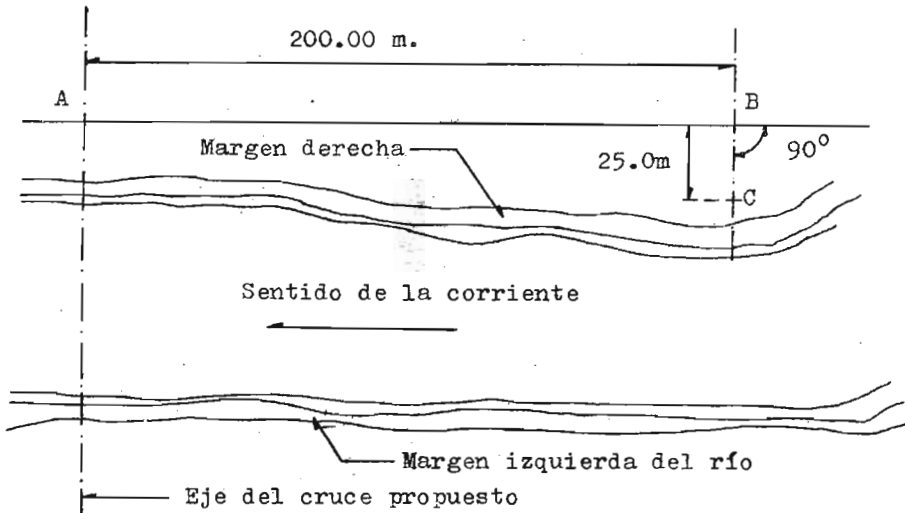 200.00 m.
A
B
Margen derecha
25.0m
90°
C
Sentido de la corriente
Margen izquierda del río
Eje del cruce propuesto